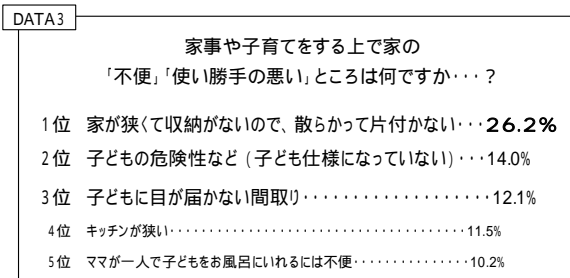 DATA3
家事や子育てをする上で家の
「不便」「使い勝手の悪い」ところは何ですか・・・?
1位 家が狭くて収納がないので、散らかって片付かない・・・26.2%
2位 子どもの危険性など(子ども仕様になっていない)・・・14.0%
3位 子どもに目が届かない間取り・・・・・・・・・・・・・・・・・・12.1%
4位 キッチンが狭い・・・・・・・・・・・・・・・・・・・・・・・・・・・・・・・・・・・・・11.5%
5位 ママが一人で子どもをお風呂にいれるには不便・・・・・・・・・・・・・・・10.2%